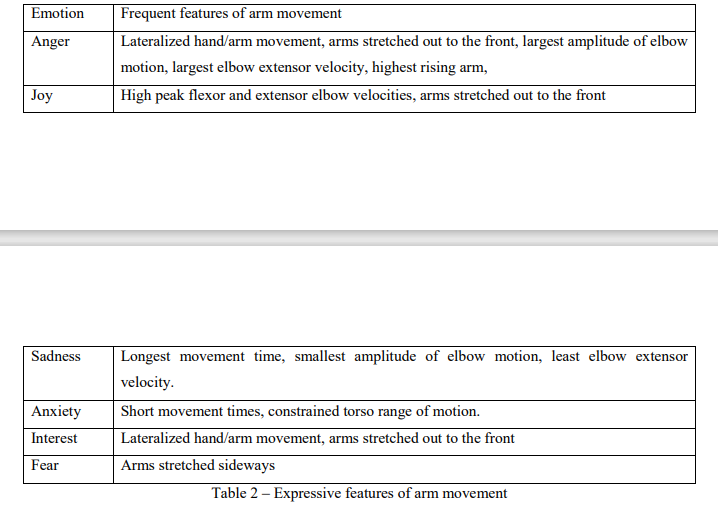 Emotion Frequent features of arm movement
Anger Lateralized hand/arm movement, arms stretched out to the front, largest amplitude of elbow
motion, largest elbow extensor velocity, highest rising arm,
Joy High peak flexor and extensor elbow velocities, arms stretched out to the front
Sadness Longest movement time, smallest amplitude of elbow motion, least elbow extensor
velocity.
Anxiety Short movement times, constrained torso range of motion.
Interest Lateralized hand/arm movement, arms stretched out to the front
Fear Arms stretched sideways
Table 2 – Expressive features of arm movement